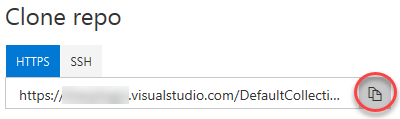 Clone repo
HTTPS SSH
https:// .visualstudio.com/DefaultCollecti...